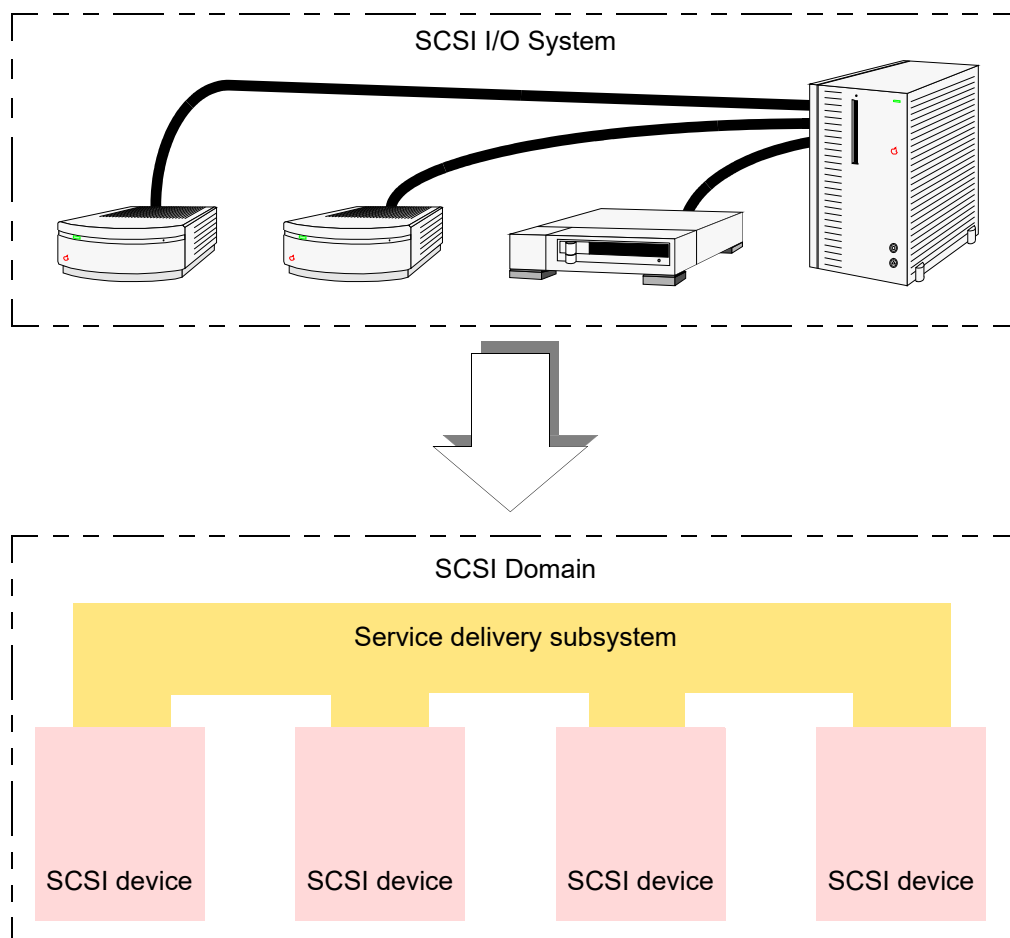 SCSI I/O System
SCSI Domain
Service delivery subsystem
SCSI device
SCSI device
SCSI device
SCSI device